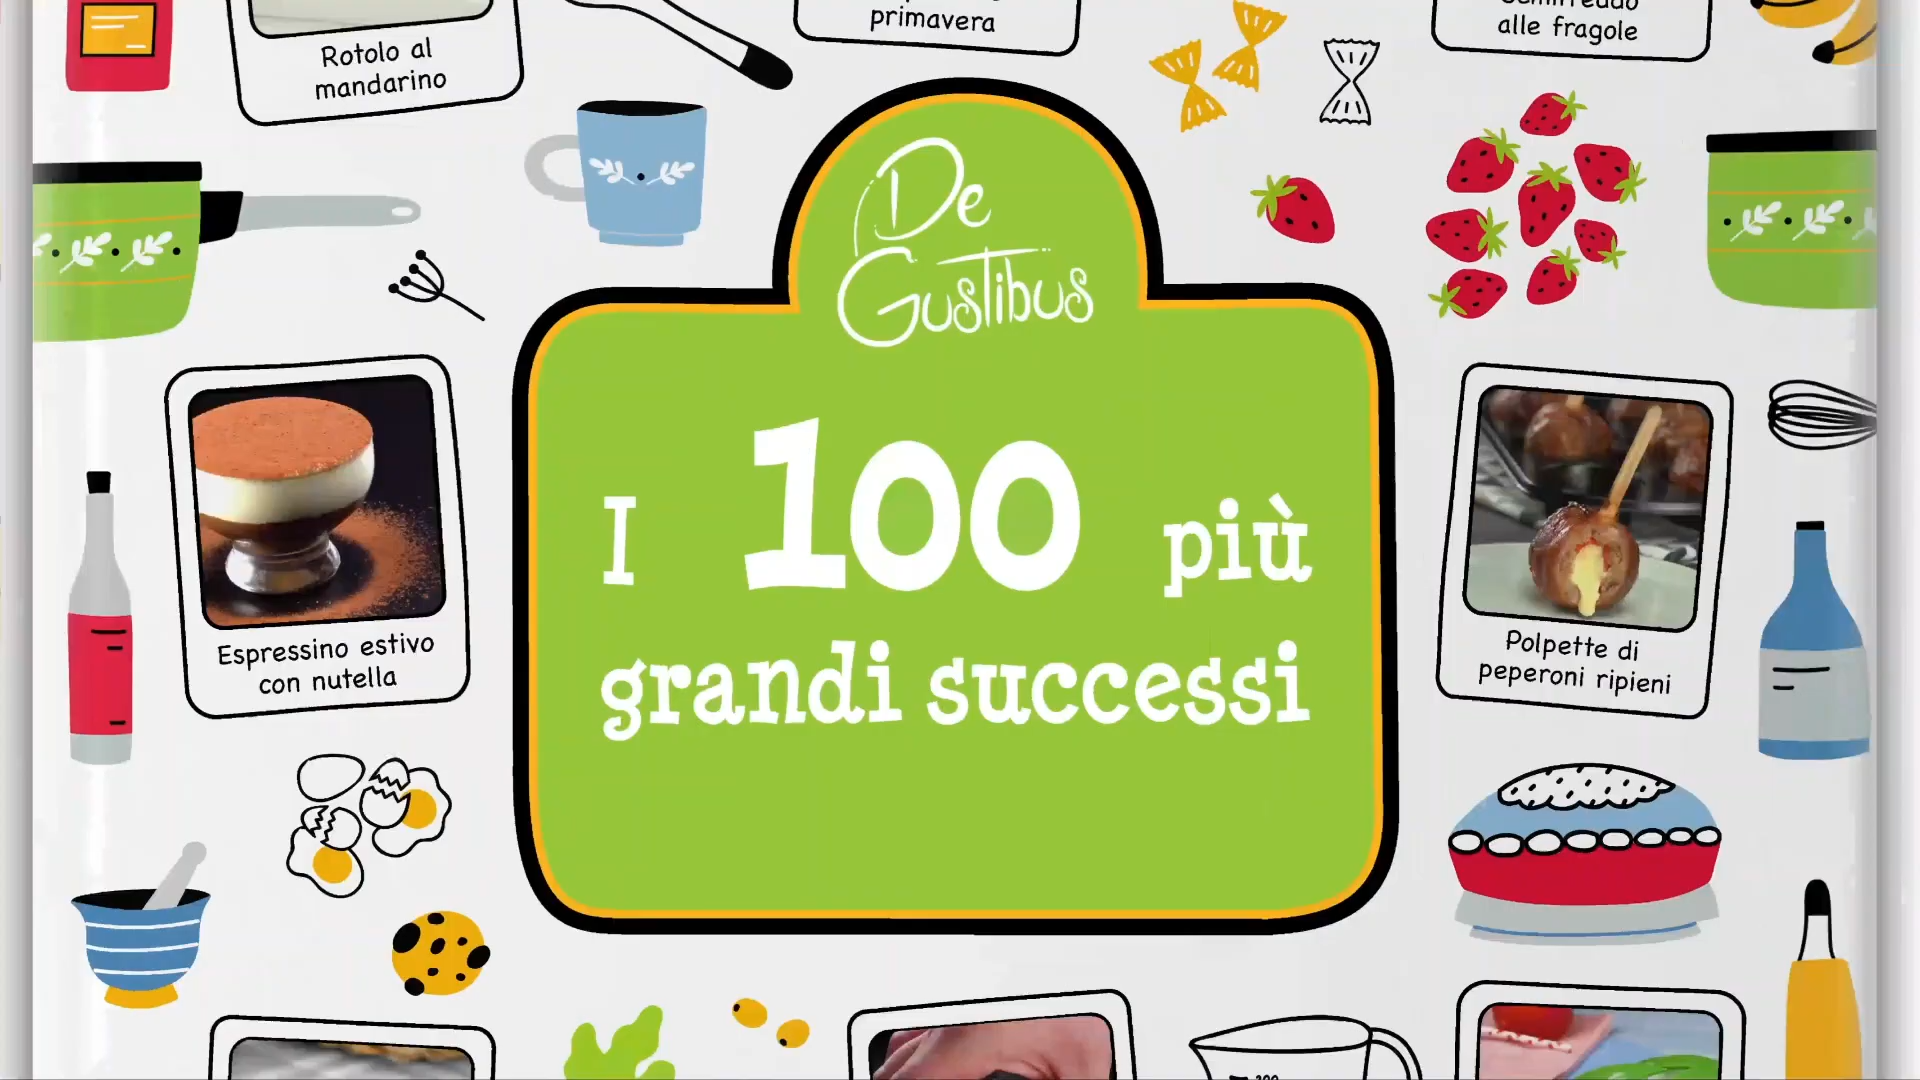 Rotolo al
mandarino
primavera
Semifreddo
alle fragole
De
Gustibus
I 100 più
grandi successi
Espressino estivo
con nutella
Polpette di
peperoni ripieni